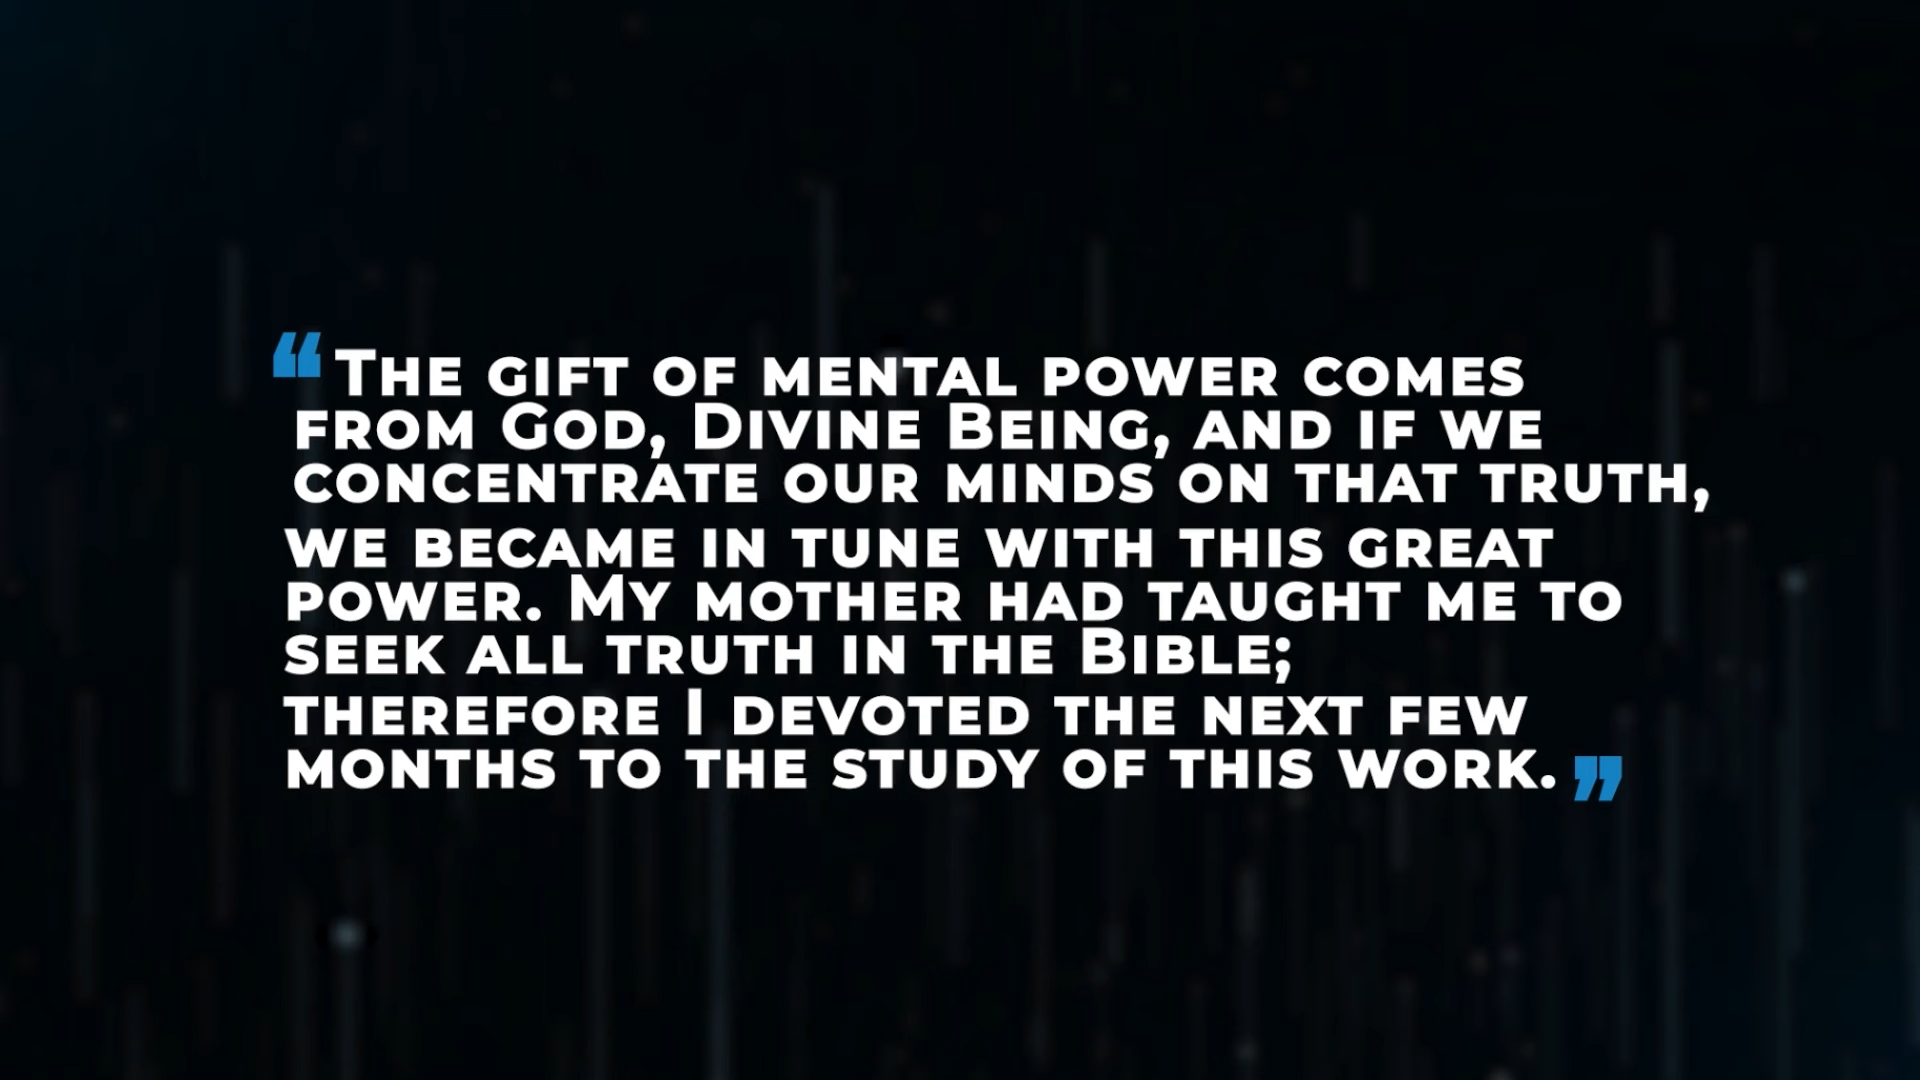 “The gift of mental power comes
from God, Divine Being, and if we
concentrate our minds on that truth,
we became in tune with this great
power. My mother had taught me to
seek all truth in the Bible;
therefore I devoted the next few
months to the study of this work.”